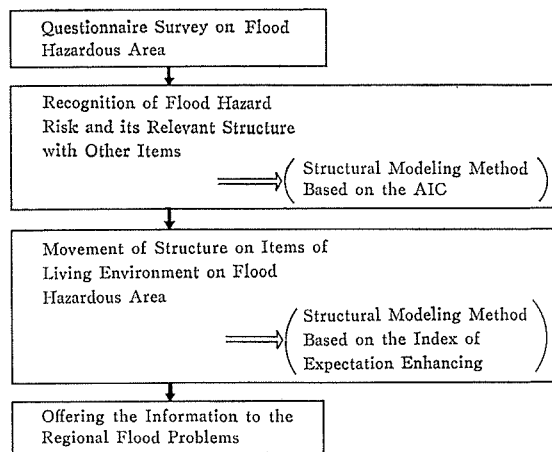 Questionnaire Survey on Flood
Hazardous Area
Recognition of Flood Hazard
Risk and its Relevant Structure
with Other Items
Structural Modeling Method
Based on the AIC
Movement of Structure on Items of
Living Environment on Flood
Hazardous Area
Structural Modeling Method
Based on the Index of
Expectation Enhancing
Offering the Information to the
Regional Flood Problems